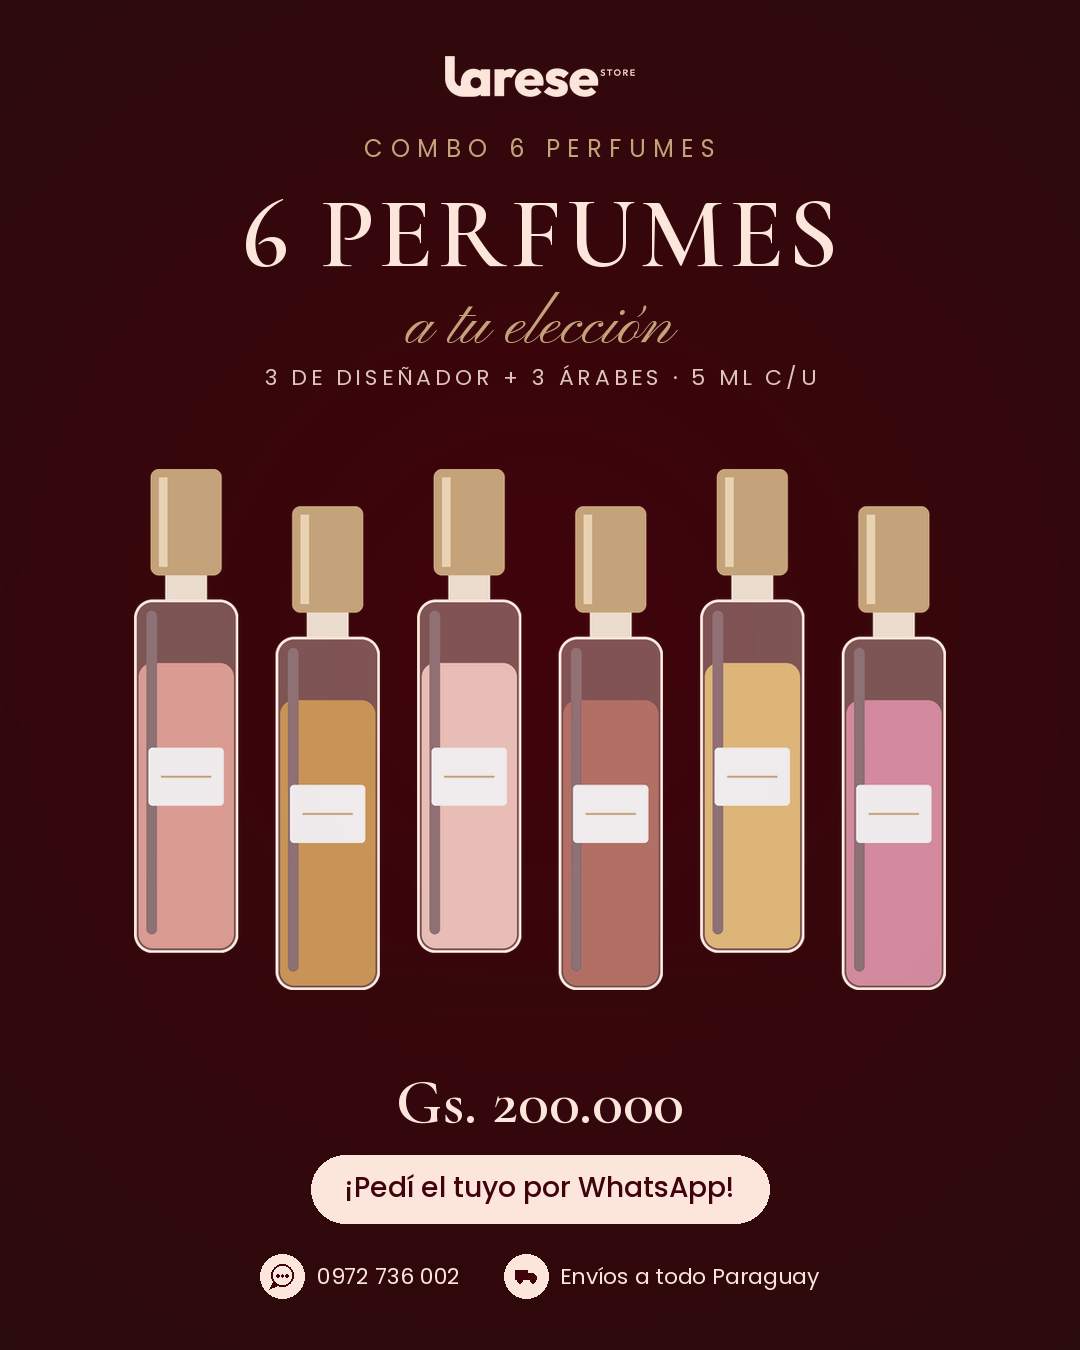 Larese STORE
COMBO 6 PERFUMES
6 PERFUMES
a tu elección
3 DE DISEÑADOR + 3 ÁRABES · 5 ML C/U
Gs. 200.000
¡Pedí el tuyo por WhatsApp!
0972 736 002 Envíos a todo Paraguay